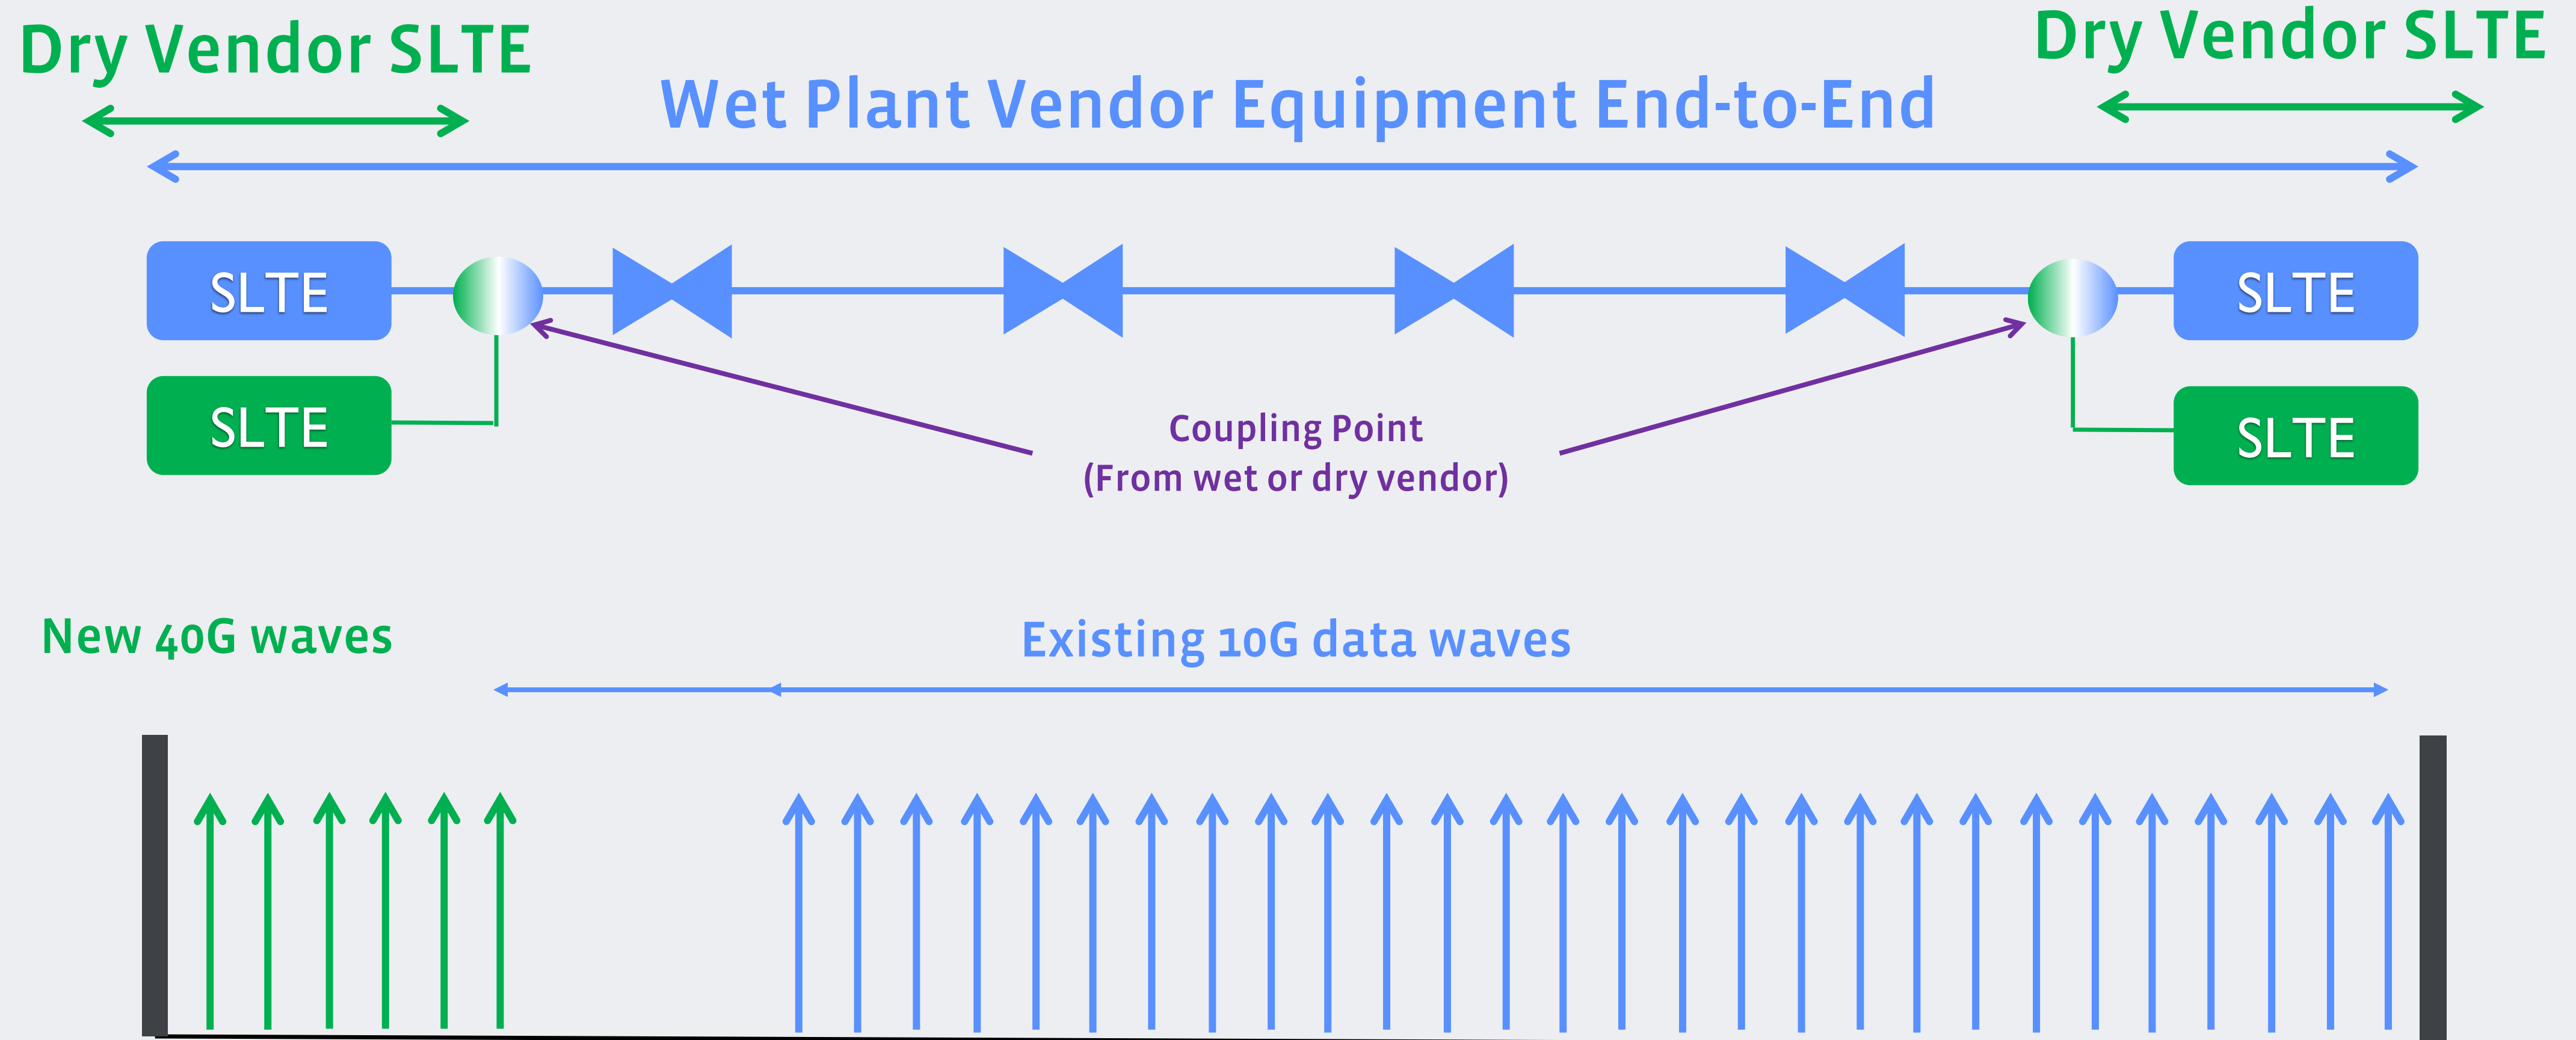 Dry Vendor SLTE
Dry Vendor SLTE
Wet Plant Vendor Equipment End-to-End
SLTE
SLTE
SLTE
SLTE
Coupling Point
(From wet or dry vendor)
New 40G waves
Existing 10G data waves